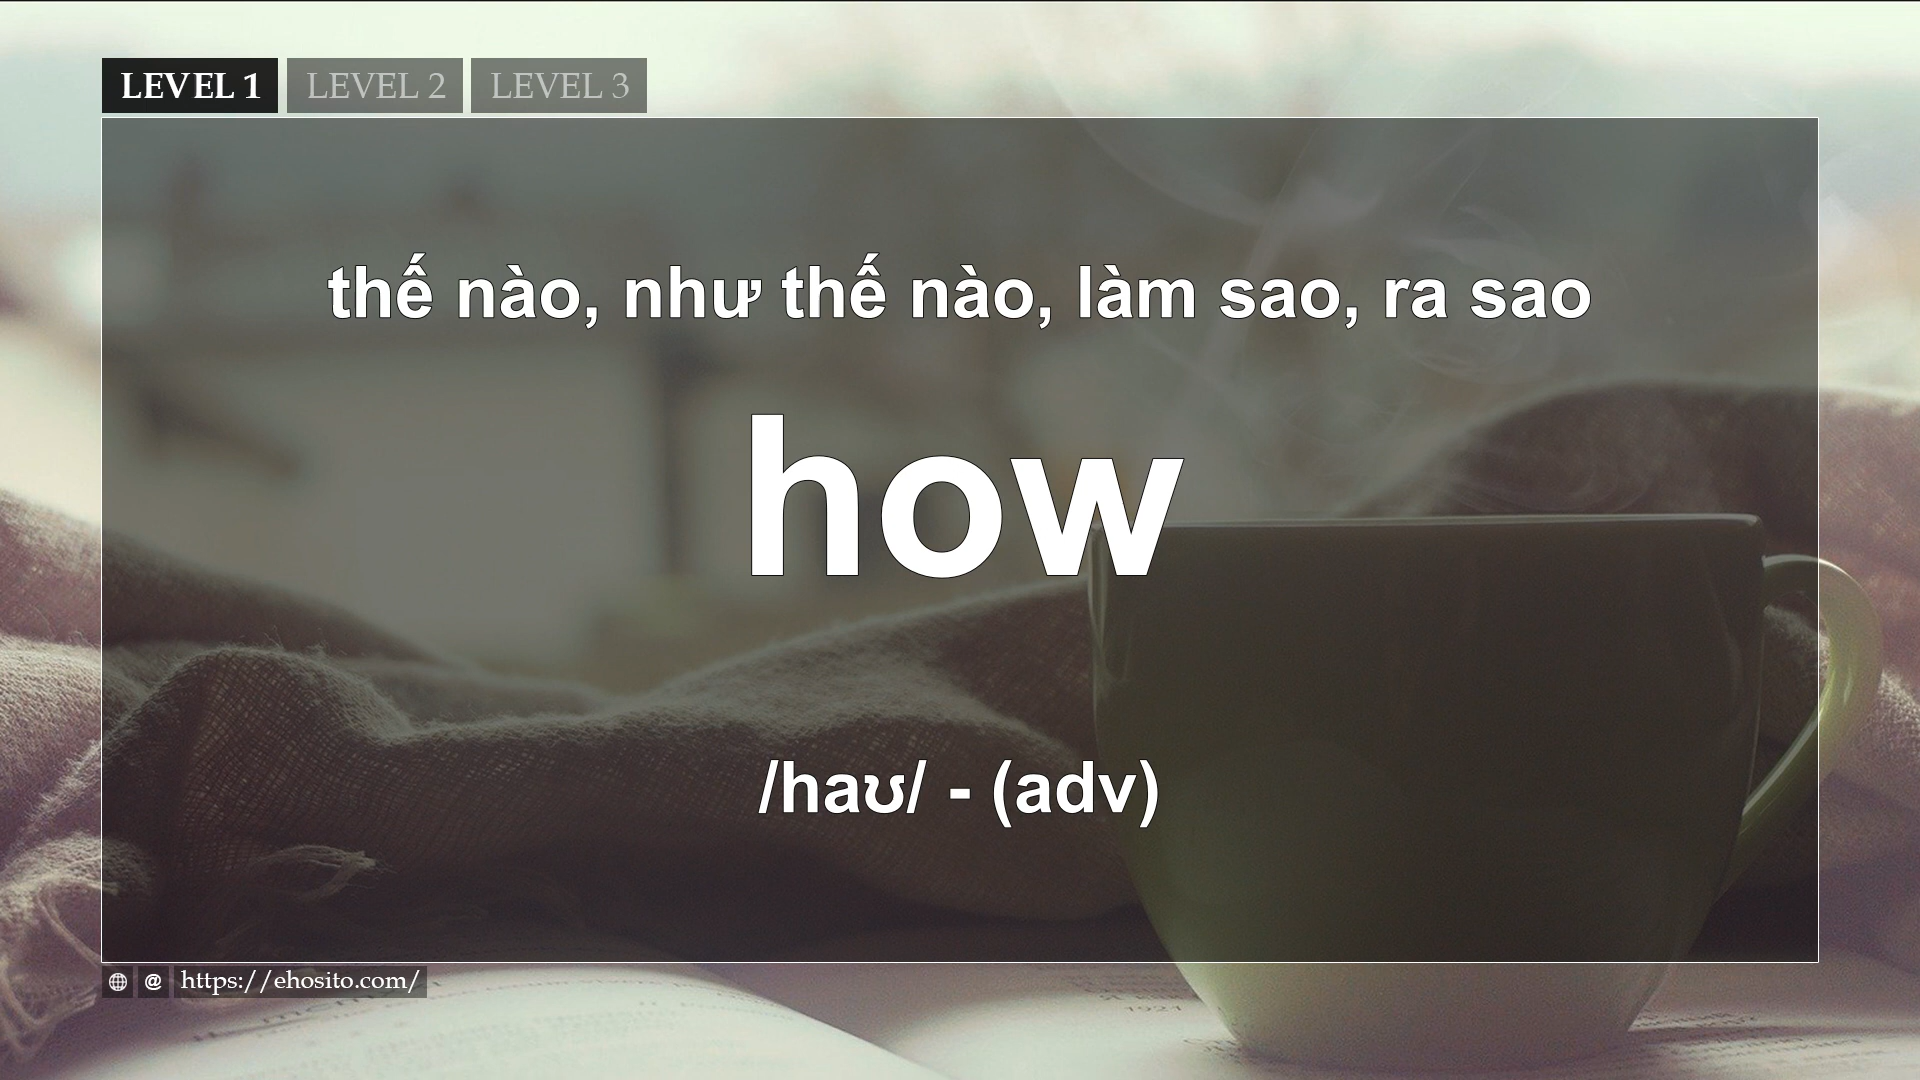 LEVEL 1 LEVEL 2 LEVEL 3
thế nào, như thế nào, làm sao, ra sao
how
/haʊ/ - (adv)
@ https://ehosito.com/
1921